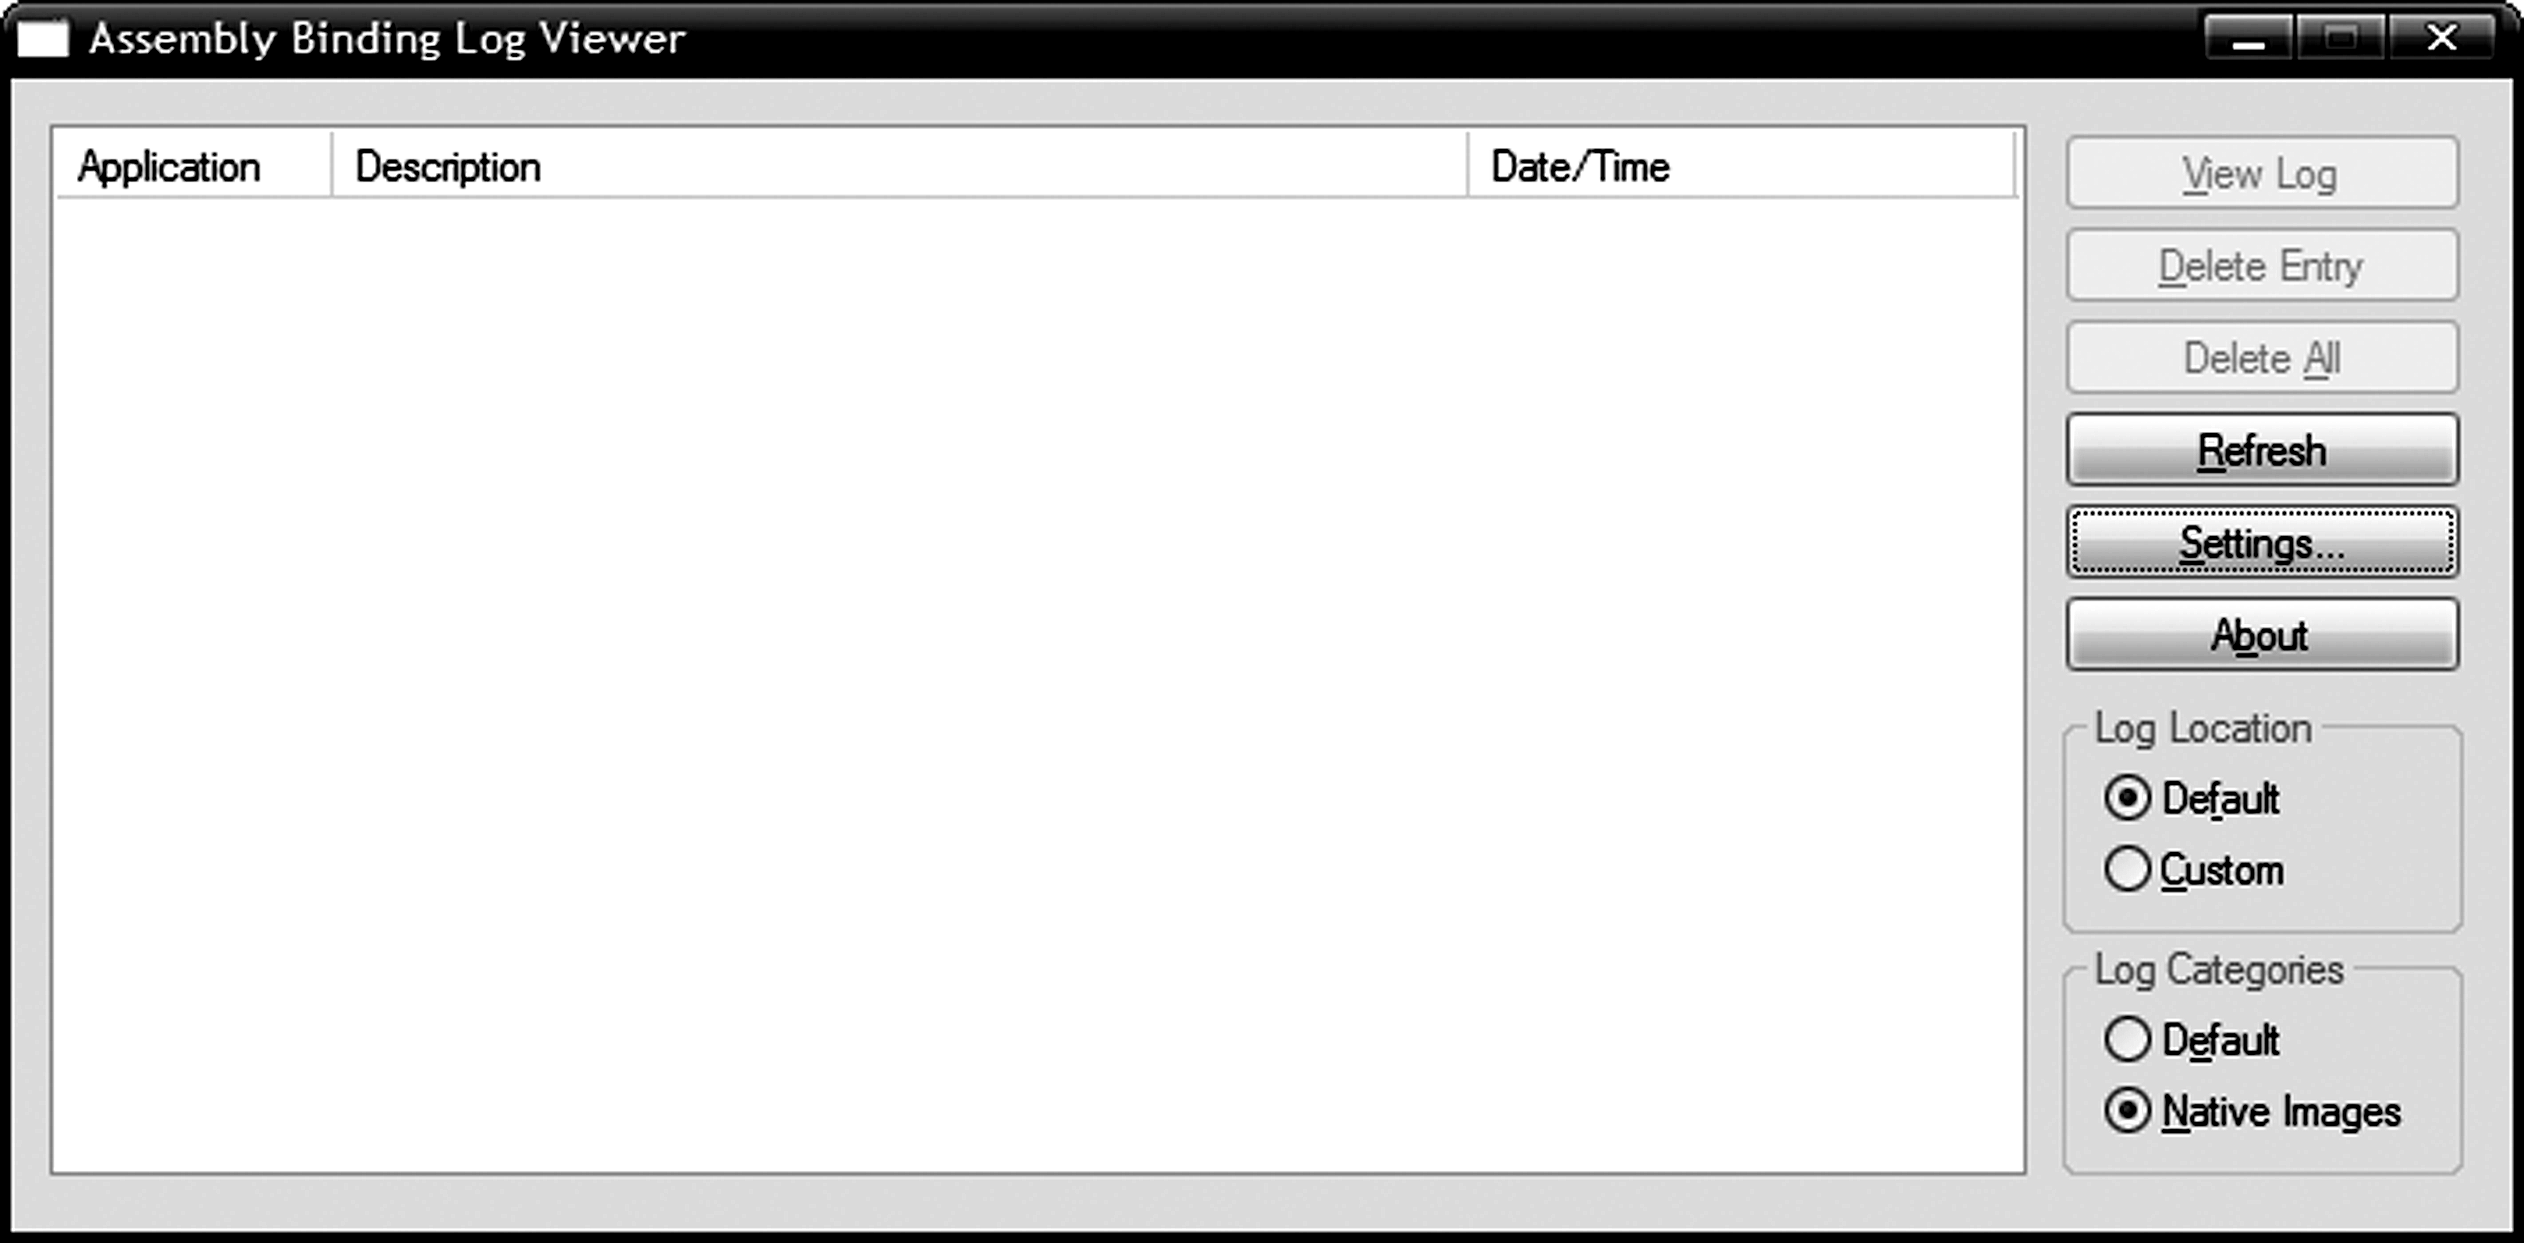 Assembly Binding Log Viewer
Application Description Date/Time
View Log
Delete Entry
Delete All
Refresh
Settings...
About
Log Location
Default
Custom
Log Categories
Default
Native Images